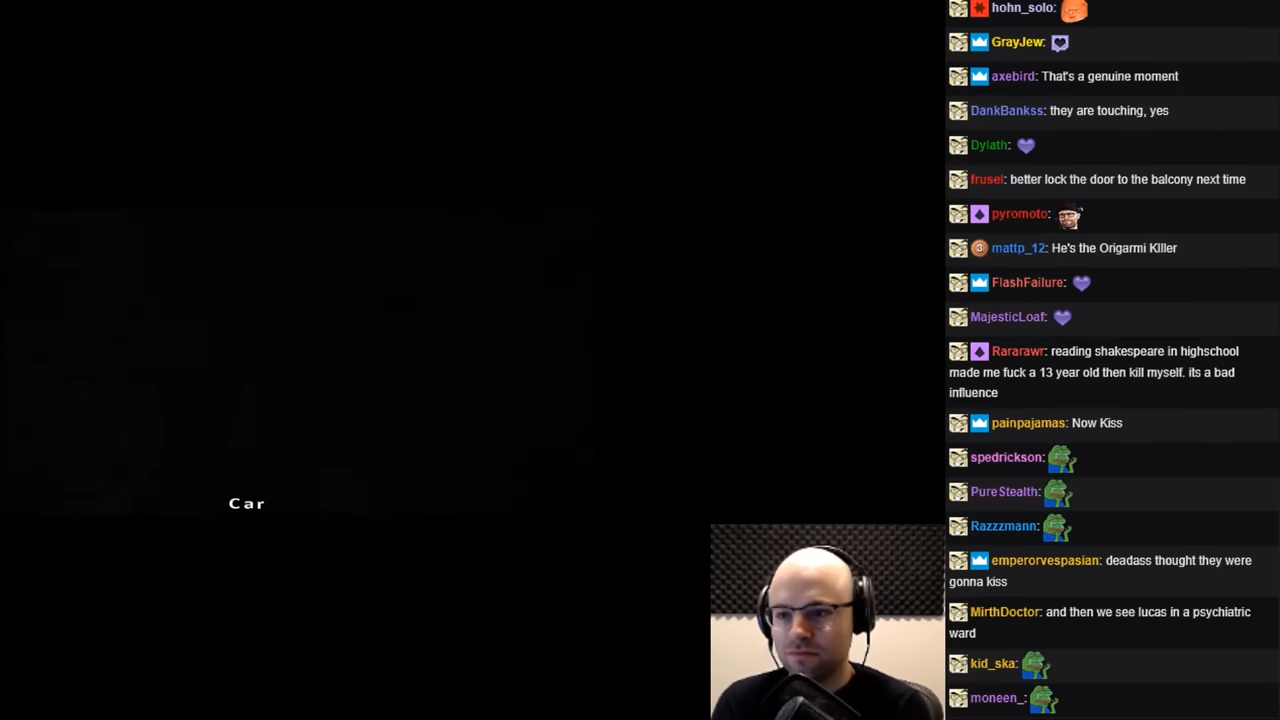 hohn_solo:
GrayJew:
axebird: That's a genuine moment
DankBankss: they are touching, yes
Dylath:
frusel: better lock the door to the balcony next time
pyromoto:
mattp_12: He's the Origarmi KIller
FlashFailure:
MajesticLoaf:
Rararawr: reading shakespeare in highschool
made me fuck a 13 year old then kill myself. its a bad
influence
painpajamas: Now Kiss
spedrickson:
PureStealth:
Car
Razzzmann:
emperorvespasian: deadass thought they were
gonna kiss
MirthDoctor: and then we see lucas in a psychiatric
ward
kid_ska:
moneen_: